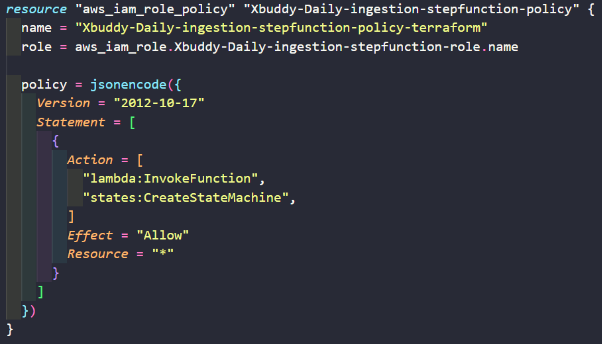 resource "aws_iam_role_policy" "Xbuddy-Daily-ingestion-stepfunction-policy" {
  name = "Xbuddy-Daily-ingestion-stepfunction-policy-terraform"
  role = aws_iam_role.Xbuddy-Daily-ingestion-stepfunction-role.name

  policy = jsonencode({
    Version = "2012-10-17"
    Statement = [
      {
        Action = [
          "lambda:InvokeFunction",
          "states:CreateStateMachine",
        ]
        Effect = "Allow"
        Resource = "*"
      }
    ]
  })
}